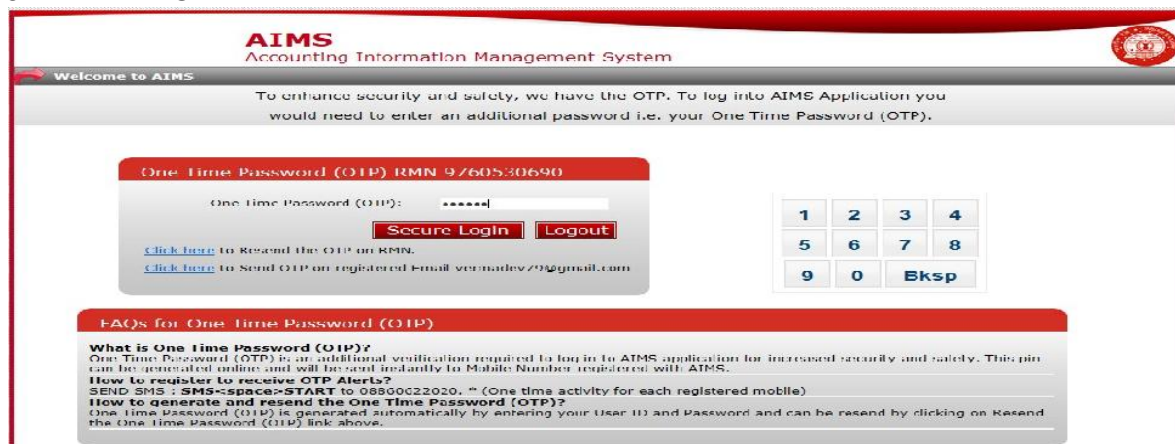 AIMS
Accounting Information Management System
Welcome to AIMS
To enhance security and safety, we have the OTP. To log into AIMS Application you
would need to enter an additional password i.e. your One Time Password (OTP).
One Time Password (OTP) RMN 9760530690
One Time Password (OTP):
Secure Login Logout
Click here to Resend the OTP on RMN.
Click here to Send OTP on registered Email vermadev79@gmail.com
1 2 3 4
5 6 7 8
9 0 Bksp
FAQs for One Time Password (OTP)
What is One Time Password (OTP)?
One Time Password (OTP) is an additional verification required to log in to AIMS application for increased security and safety. This pin
can be generated online and will be sent instantly to Mobile Number registered with AIMS.
How to register to receive OTP Alerts?
SEND SMS : SMS<space>START to 08860622020. * (One time activity for each registered mobile)
How to generate and resend the One Time Password (OTP)?
One Time Password (OTP) is generated automatically by entering your User ID and Password and can be resend by clicking on Resend
the One Time Password (OTP) link above.